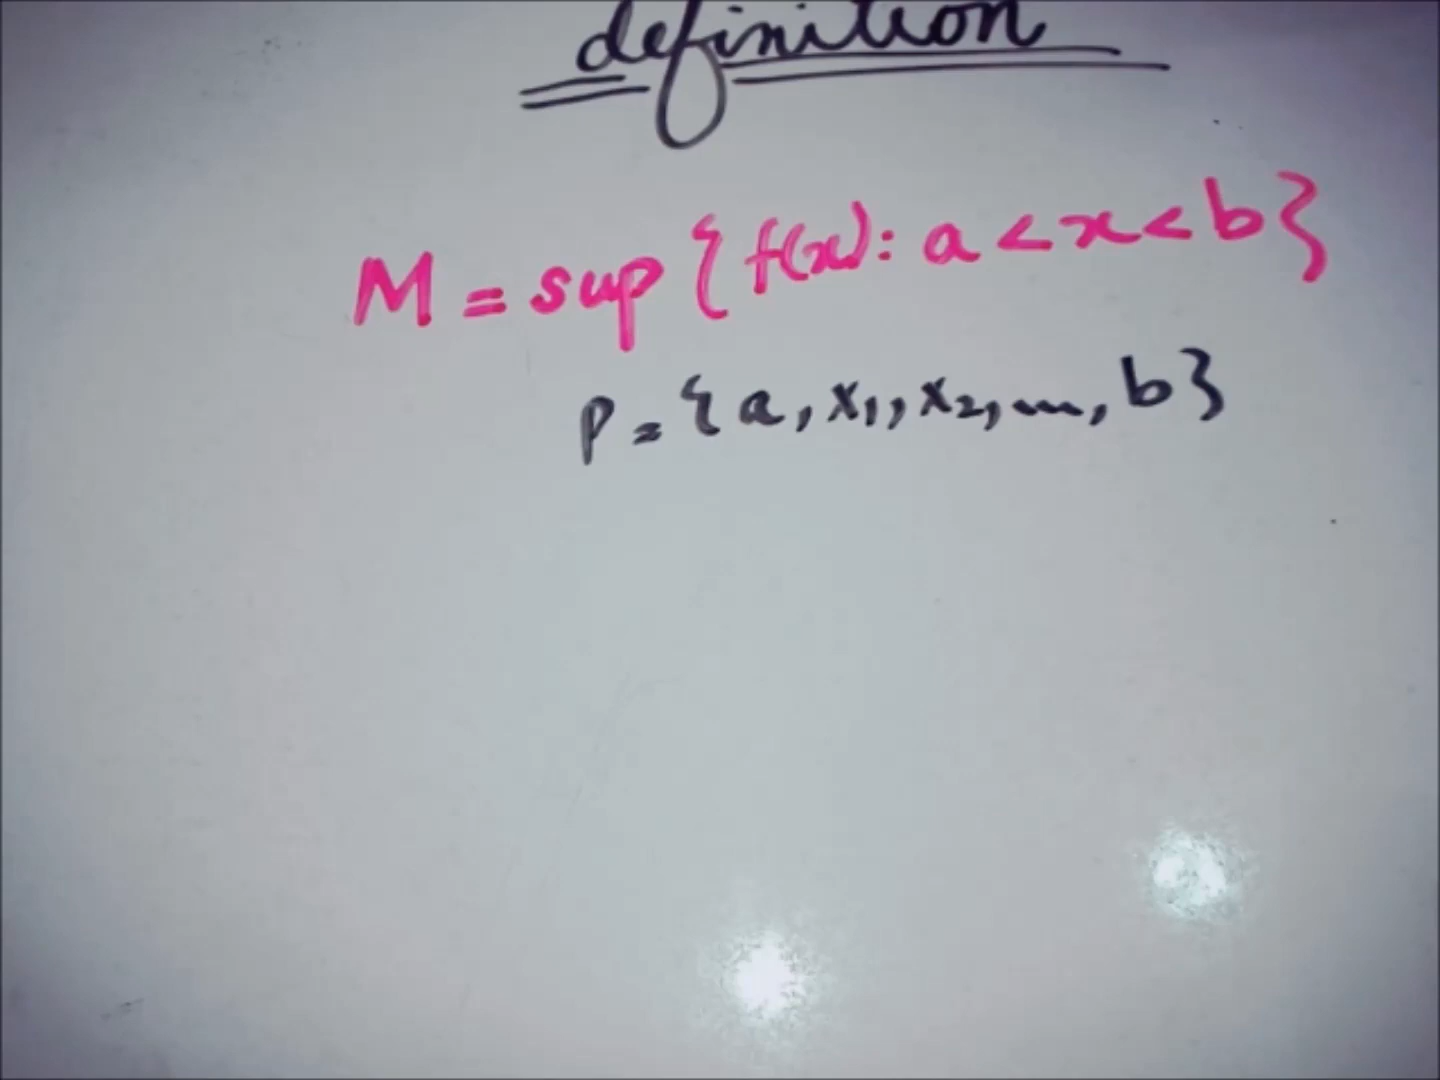 definition
M = sup { f(x): a < x < b }
P = { a, x₁, x₂, ..., b }